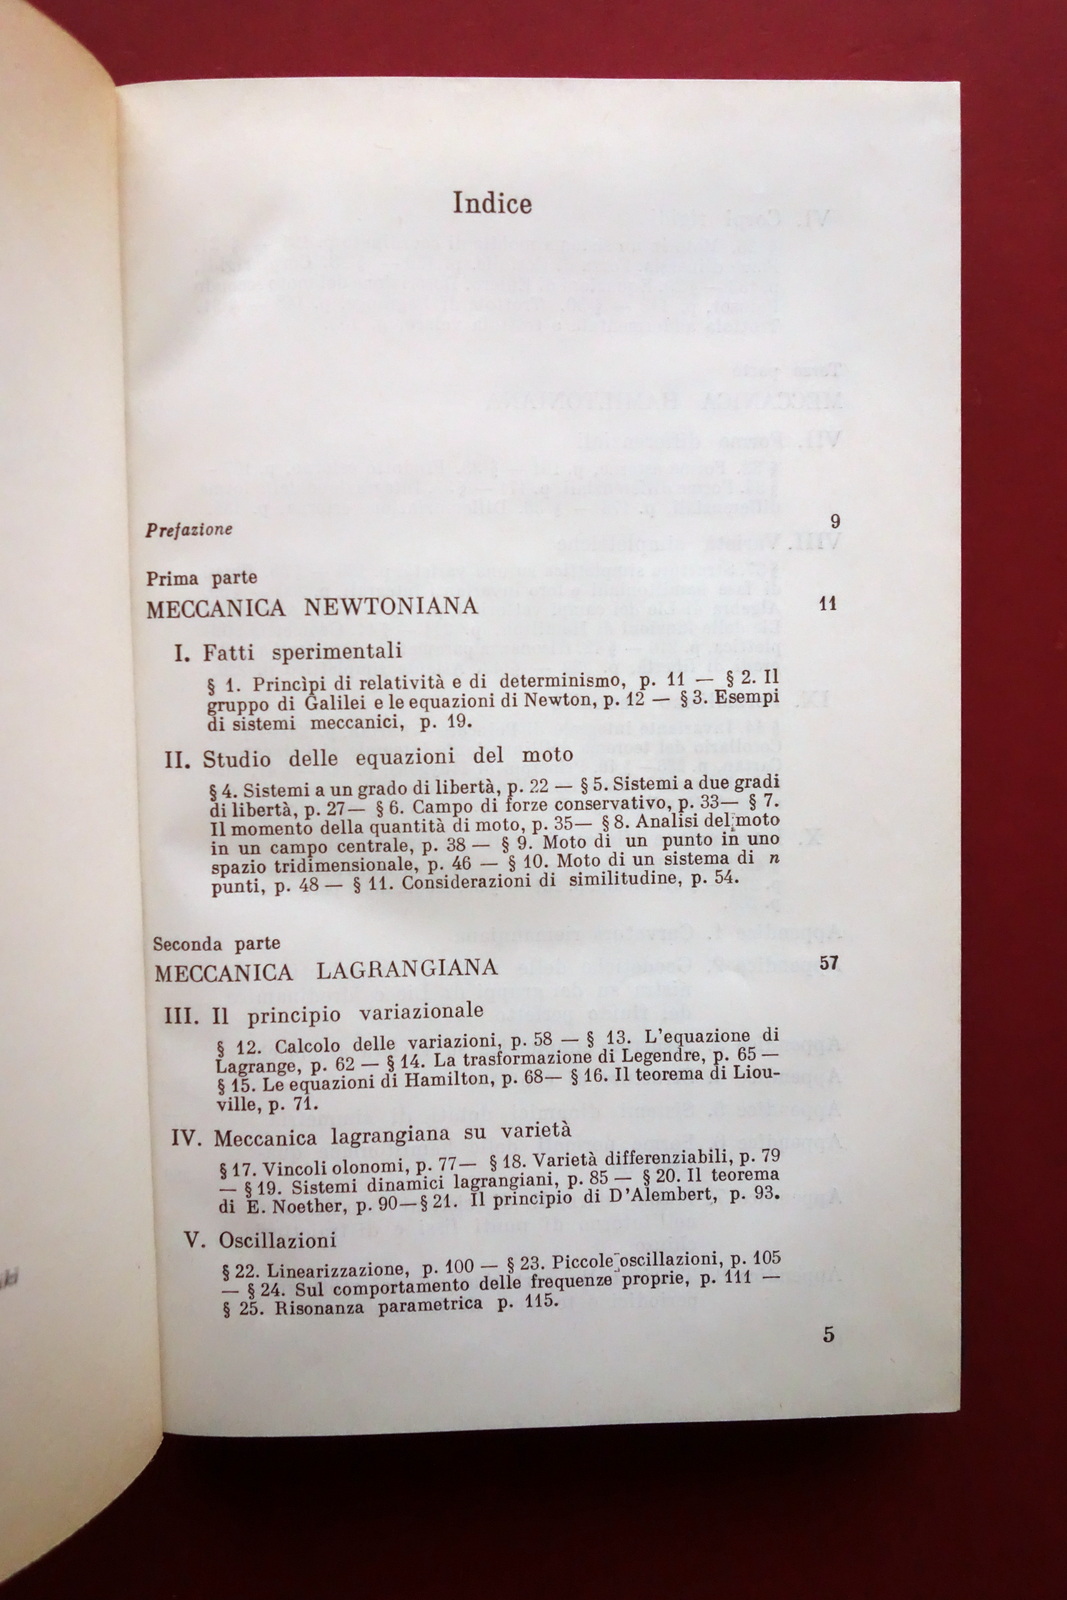 Indice
Prefazione 9
Prima parte
MECCANICA NEWTONIANA 11
I. Fatti sperimentali
§ 1. Princìpi di relatività e di determinismo, p. 11 — § 2. Il
gruppo di Galilei e le equazioni di Newton, p. 12 — § 3. Esempi
di sistemi meccanici, p. 19.
II. Studio delle equazioni del moto
§ 4. Sistemi a un grado di libertà, p. 22 — § 5. Sistemi a due gradi
di libertà, p. 27— § 6. Campo di forze conservativo, p. 33— § 7.
Il momento della quantità di moto, p. 35— § 8. Analisi del moto
in un campo centrale, p. 38 — § 9. Moto di un punto in uno
spazio tridimensionale, p. 46 — § 10. Moto di un sistema di n
punti, p. 48 — § 11. Considerazioni di similitudine, p. 54.
Seconda parte
MECCANICA LAGRANGIANA 57
III. Il principio variazionale
§ 12. Calcolo delle variazioni, p. 58 — § 13. L'equazione di
Lagrange, p. 62 — § 14. La trasformazione di Legendre, p. 65 —
§ 15. Le equazioni di Hamilton, p. 68— § 16. Il teorema di Liou-
ville, p. 71.
IV. Meccanica lagrangiana su varietà
§ 17. Vincoli olonomi, p. 77— § 18. Varietà differenziabili, p. 79
— § 19. Sistemi dinamici lagrangiani, p. 85 — § 20. Il teorema
di E. Noether, p. 90—§ 21. Il principio di D'Alembert, p. 93.
V. Oscillazioni
§ 22. Linearizzazione, p. 100 — § 23. Piccole oscillazioni, p. 105
— § 24. Sul comportamento delle frequenze proprie, p. 111 —
§ 25. Risonanza parametrica p. 115.
5